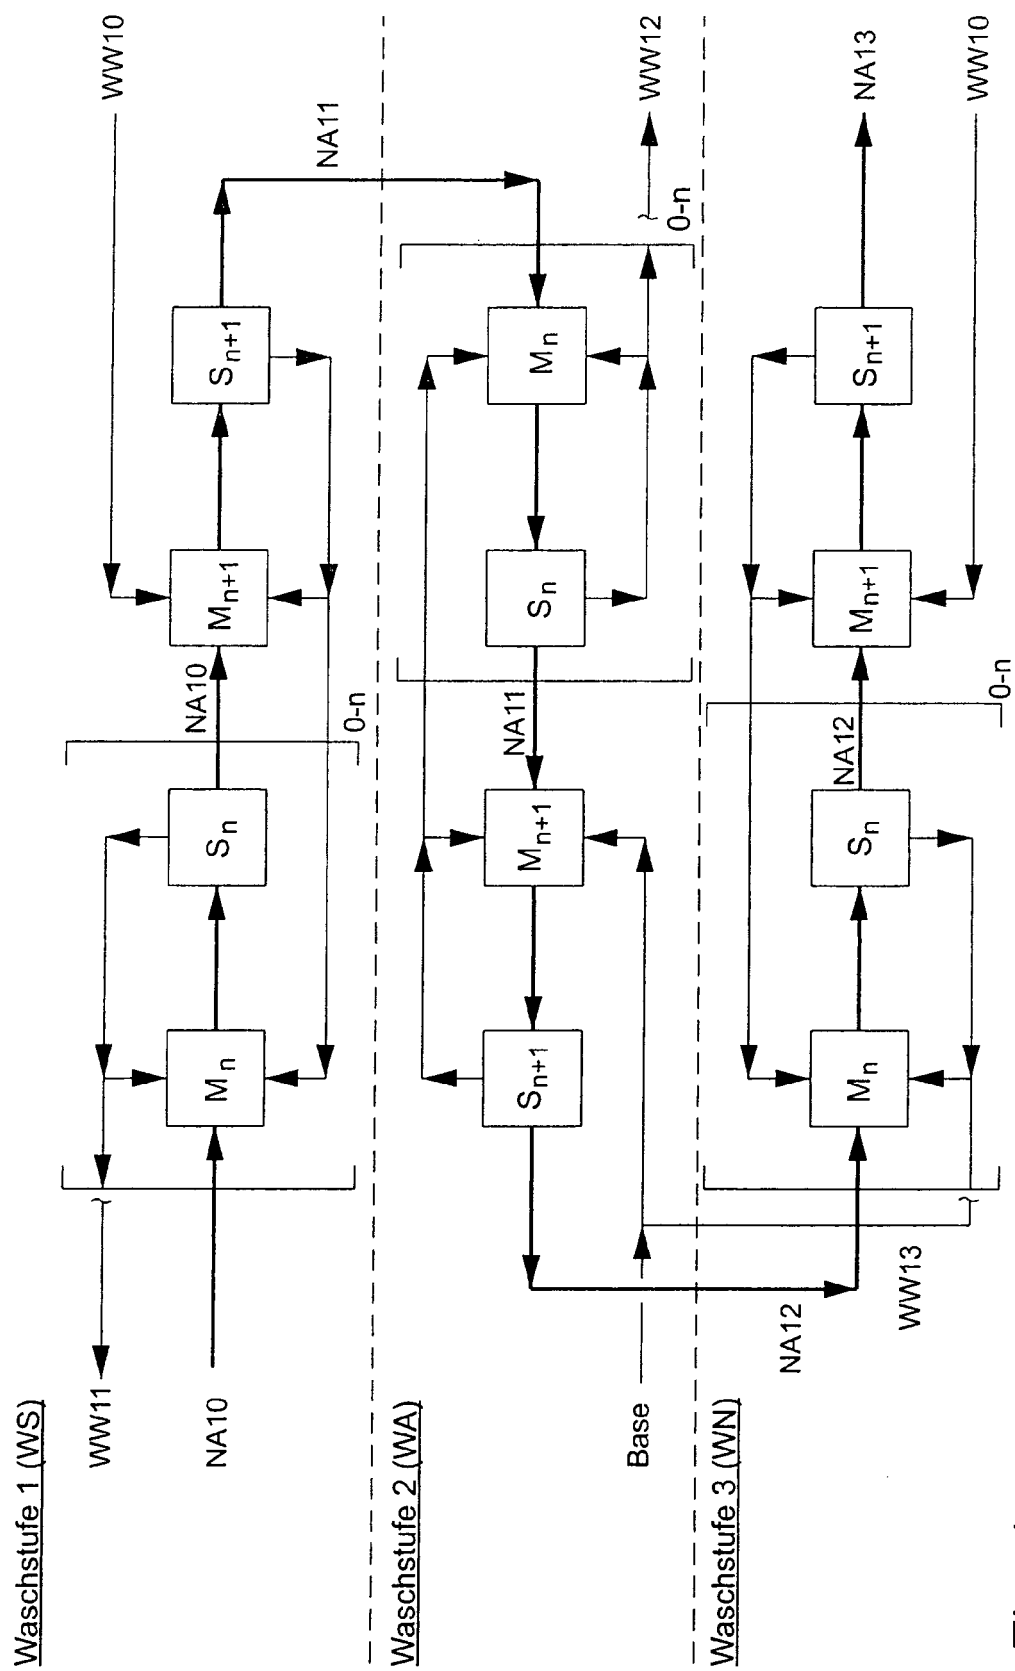 Waschstufe 1 (WS)
WW11
WW10
NA10
M_n
S_n
NA10
M_n+1
S_n+1
0-n
NA11
Waschstufe 2 (WA)
S_n+1
M_n+1
NA11
S_n
M_n
0-n
WW12
Base
NA12
Waschstufe 3 (WN)
WW13
M_n
S_n
NA12
M_n+1
S_n+1
NA13
0-n
WW10